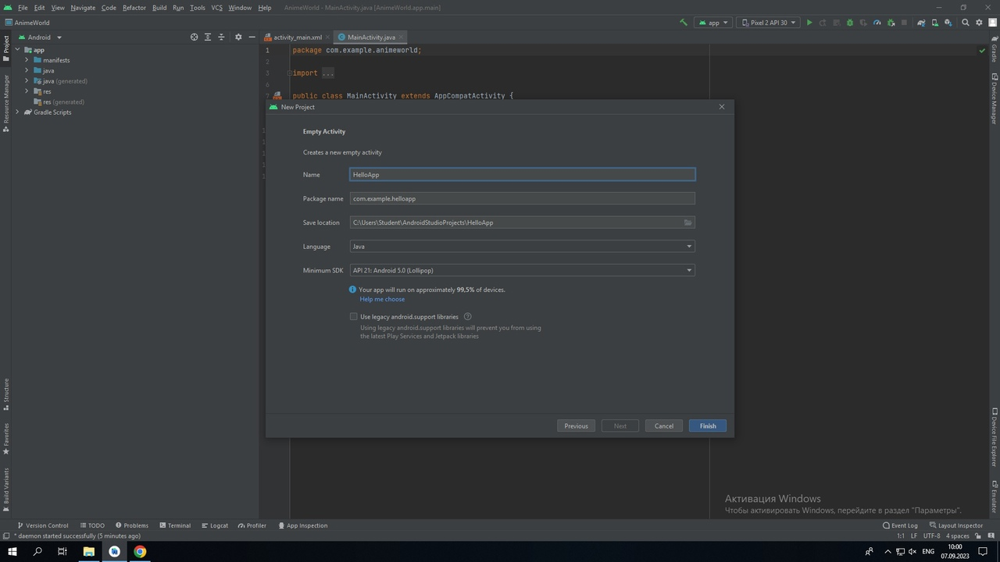 File Edit View Navigate Code Refactor Build Run Tools VCS Window Help AnimeWorld - MainActivity.java [AnimeWorld.app.main]
AnimeWorld
app
Pixel 2 API 30
Project
Android
activity_main.xml
MainActivity.java
Gradle
app
manifests
java
java (generated)
res
res (generated)
Gradle Scripts
Resource Manager
Device Manager
1 package com.example.animeworld;
2
3 import ...
6
7 public class MainActivity extends AppCompatActivity {
New Project
Empty Activity
Creates a new empty activity
Name HelloApp
Package name com.example.helloapp
Save location C:\Users\Student\AndroidStudioProjects\HelloApp
Language Java
Minimum SDK API 21: Android 5.0 (Lollipop)
Your app will run on approximately 99,5% of devices.
Help me choose
Use legacy android.support libraries
Using legacy android.support libraries will prevent you from using
the latest Play Services and Jetpack libraries
Previous Next Cancel Finish
Structure
Favorites
Build Variants
Device File Explorer
Emulator
Активация Windows
Чтобы активировать Windows, перейдите в раздел "Параметры".
Version Control TODO Problems Terminal Logcat Profiler App Inspection Event Log Layout Inspector
* daemon started successfully (5 minutes ago) 1:1 LF UTF-8 4 spaces
ENG
10:00
07.09.2023